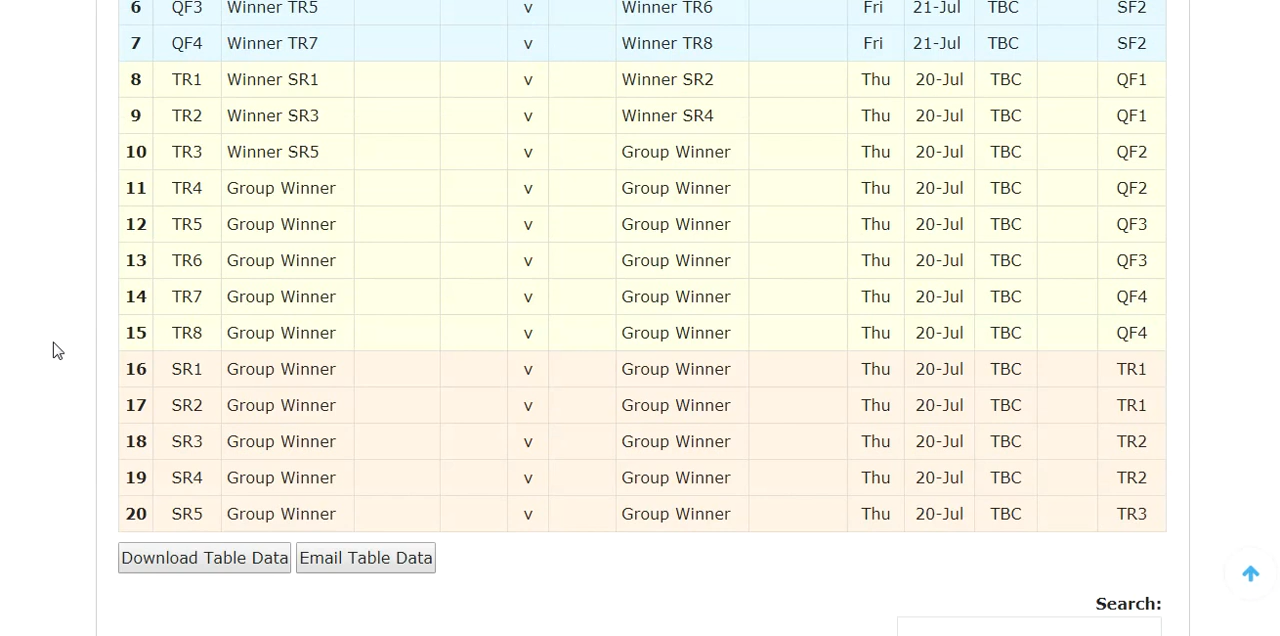 6 QF3 Winner TR5 v Winner TR6 Fri 21-Jul TBC SF2
7 QF4 Winner TR7 v Winner TR8 Fri 21-Jul TBC SF2
8 TR1 Winner SR1 v Winner SR2 Thu 20-Jul TBC QF1
9 TR2 Winner SR3 v Winner SR4 Thu 20-Jul TBC QF1
10 TR3 Winner SR5 v Group Winner Thu 20-Jul TBC QF2
11 TR4 Group Winner v Group Winner Thu 20-Jul TBC QF2
12 TR5 Group Winner v Group Winner Thu 20-Jul TBC QF3
13 TR6 Group Winner v Group Winner Thu 20-Jul TBC QF3
14 TR7 Group Winner v Group Winner Thu 20-Jul TBC QF4
15 TR8 Group Winner v Group Winner Thu 20-Jul TBC QF4
16 SR1 Group Winner v Group Winner Thu 20-Jul TBC TR1
17 SR2 Group Winner v Group Winner Thu 20-Jul TBC TR1
18 SR3 Group Winner v Group Winner Thu 20-Jul TBC TR2
19 SR4 Group Winner v Group Winner Thu 20-Jul TBC TR2
20 SR5 Group Winner v Group Winner Thu 20-Jul TBC TR3
Download Table Data Email Table Data
Search: